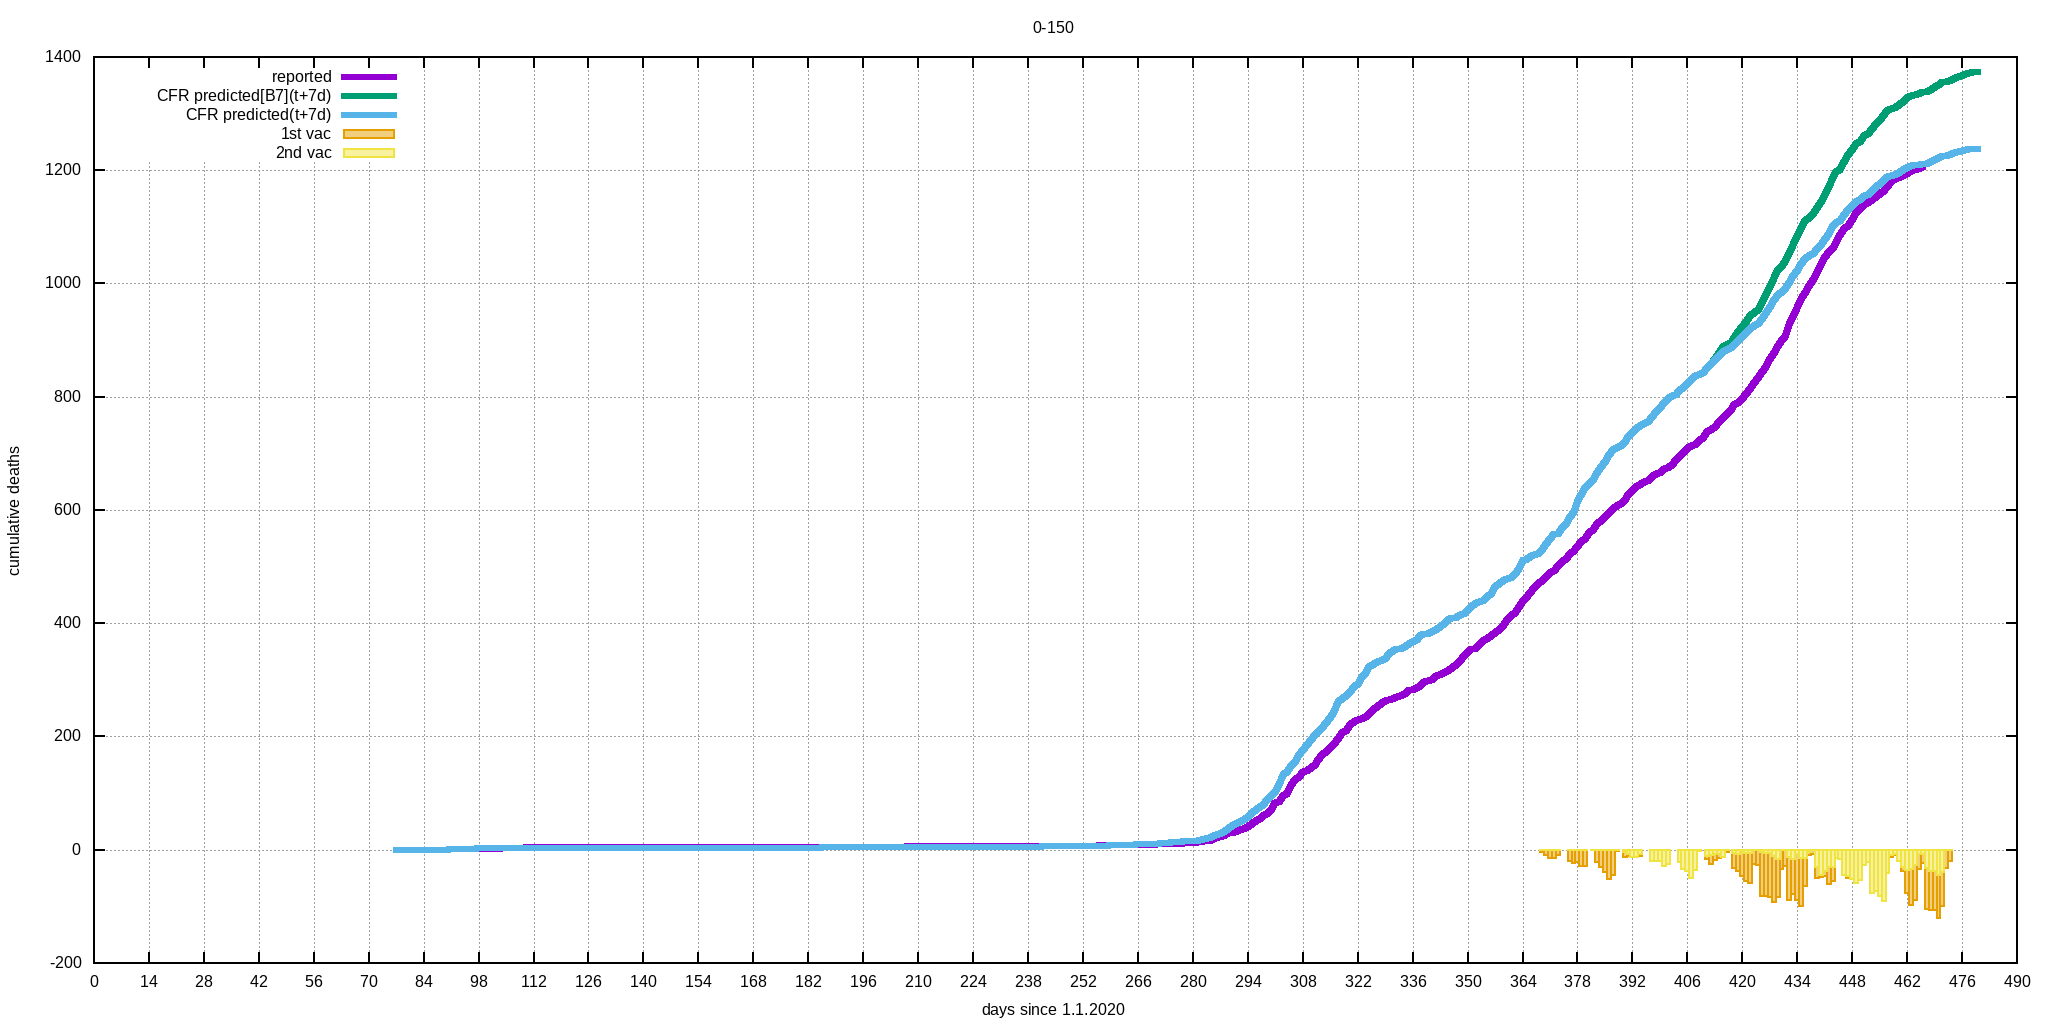 0-150
1400
1200
1000
800
600
400
200
0
-200
cumulative deaths
reported
CFR predicted[B7](t+7d)
CFR predicted(t+7d)
1st vac
2nd vac
0 14 28 42 56 70 84 98 112 126 140 154 168 182 196 210 224 238 252 266 280 294 308 322 336 350 364 378 392 406 420 434 448 462 476 490
days since 1.1.2020